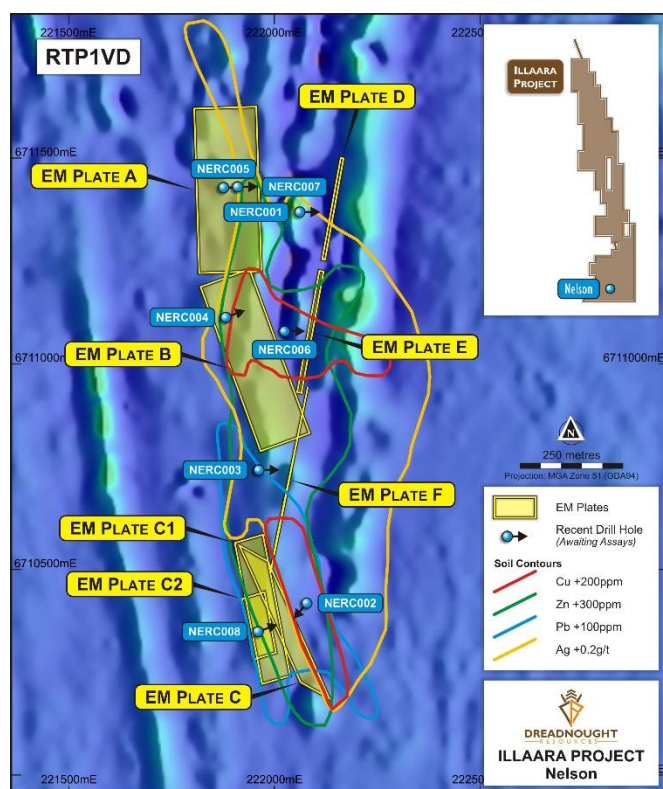 221500mE
222000mE
22250
RTP1VD
ILLAARA
PROJECT
Nelson
EM PLATE D
6711500mE
NERC005
NERC007
EM PLATE A
NERC001
NERC004
NERC006
EM PLATE E
6711000mE
6711000mE
EM PLATE B
N
250 metres
Projection: MGA Zone 51 (GDA94)
NERC003
EM PLATE F
EM PLATE C1
6710500mE
EM PLATE C2
NERC002
NERC008
EM PLATE C
EM Plates
Recent Drill Hole
(Awaiting Assays)
Soil Contours
Cu +200ppm
Zn +300ppm
Pb +100ppm
Ag +0.2g/t
DREADNOUGHT
RESOURCES
ILLAARA PROJECT
Nelson
221500mE
222000mE
2225